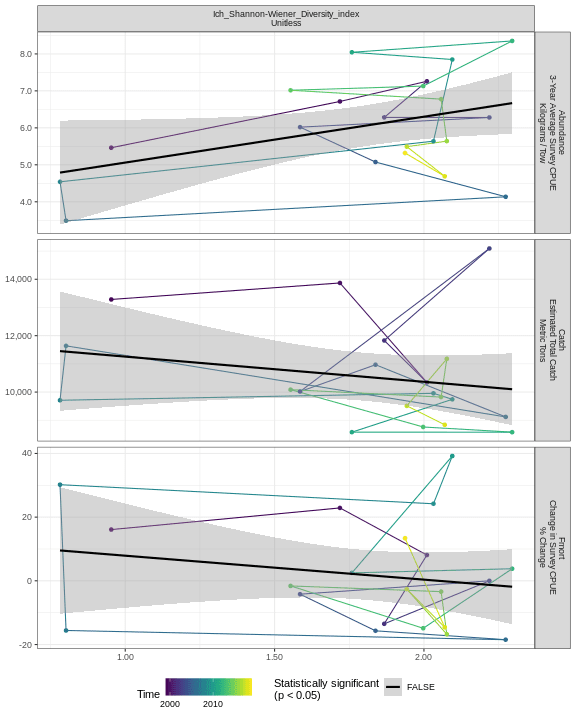 Ich_Shannon-Wiener_Diversity_index
Unitless
8.0
7.0
6.0
5.0
4.0
Abundance
3-Year Average Survey CPUE
Kilograms / Tow
14,000
12,000
10,000
Catch
Estimated Total Catch
Metric Tons
40
20
0
-20
Fmort
Change in Survey CPUE
% Change
1.00
1.50
2.00
Time
2000
2010
Statistically significant
(p < 0.05)
FALSE